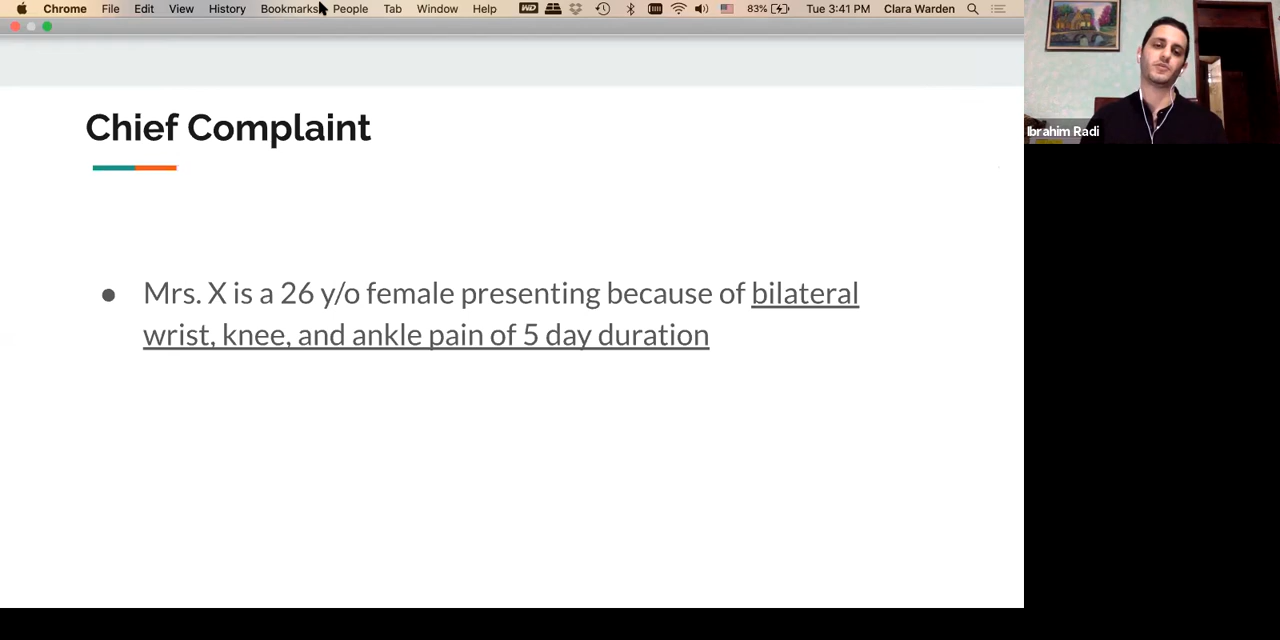 Chrome File Edit View History Bookmarks People Tab Window Help WD 83% Tue 3:41 PM Clara Warden
Chief Complaint
Ibrahim Radi
● Mrs. X is a 26 y/o female presenting because of bilateral
wrist, knee, and ankle pain of 5 day duration